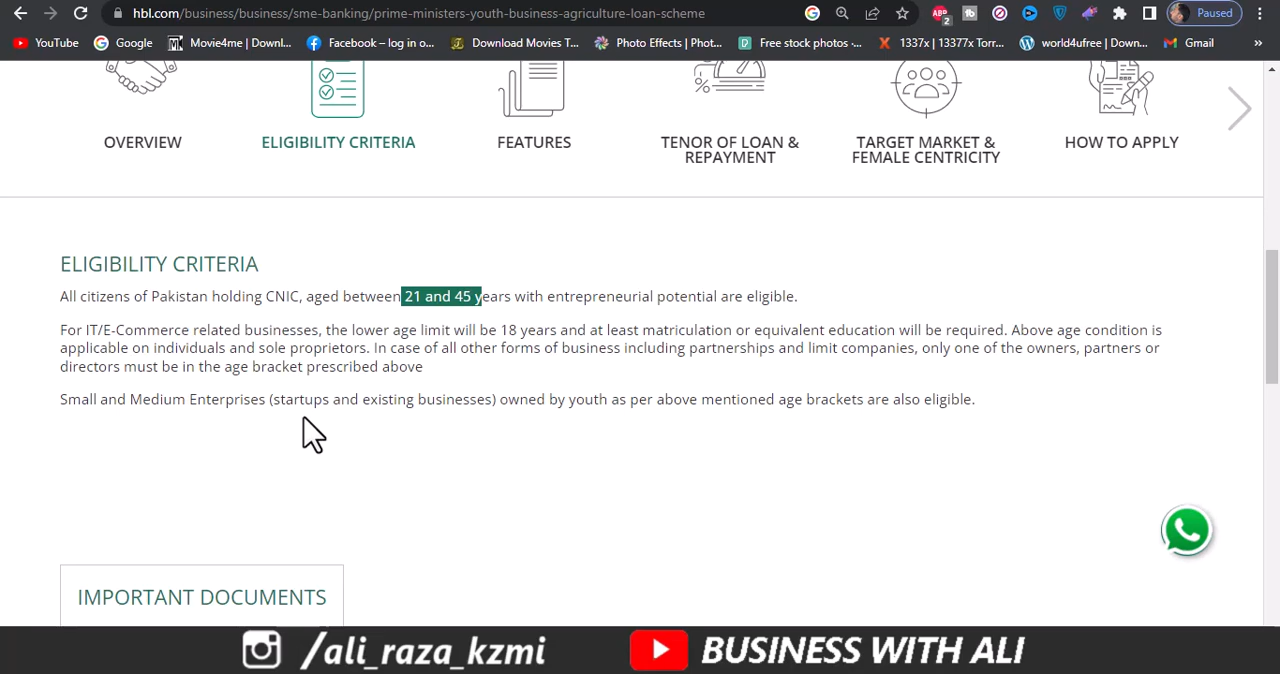 hbl.com/business/business/sme-banking/prime-ministers-youth-business-agriculture-loan-scheme
Paused
YouTube
Google
Movie4me | Downl...
Facebook – log in o...
Download Movies T...
Photo Effects | Phot...
Free stock photos -...
1337x | 13377x Torr...
world4ufree | Down...
Gmail
»
OVERVIEW
ELIGIBILITY CRITERIA
FEATURES
TENOR OF LOAN &
REPAYMENT
TARGET MARKET &
FEMALE CENTRICITY
HOW TO APPLY
ELIGIBILITY CRITERIA
All citizens of Pakistan holding CNIC, aged between 21 and 45 years with entrepreneurial potential are eligible.
For IT/E-Commerce related businesses, the lower age limit will be 18 years and at least matriculation or equivalent education will be required. Above age condition is
applicable on individuals and sole proprietors. In case of all other forms of business including partnerships and limit companies, only one of the owners, partners or
directors must be in the age bracket prescribed above
Small and Medium Enterprises (startups and existing businesses) owned by youth as per above mentioned age brackets are also eligible.
IMPORTANT DOCUMENTS
/ali_raza_kzmi
BUSINESS WITH ALI